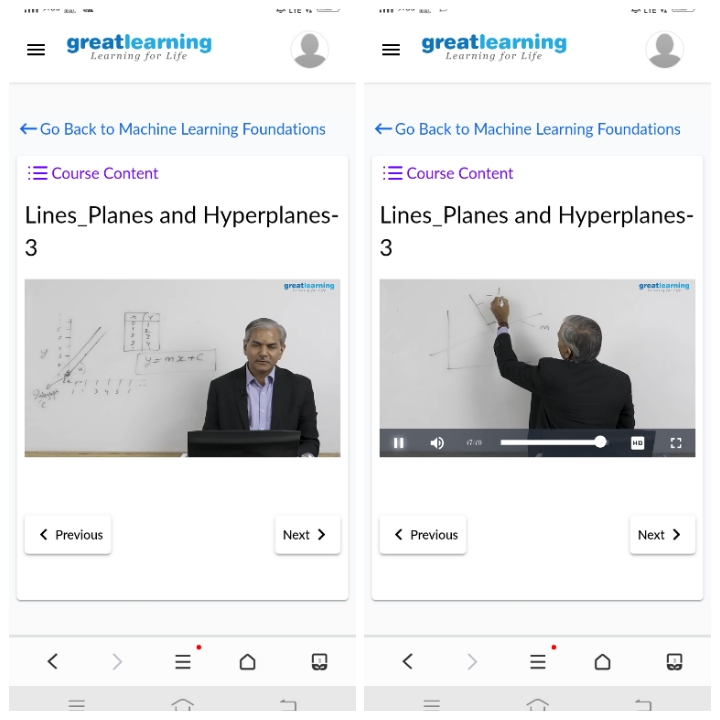 LTE
greatlearning
Learning for Life
Go Back to Machine Learning Foundations
Course Content
Lines_Planes and Hyperplanes-
3
greatlearning
X Y
y = mx + c
Previous
Next
LTE
greatlearning
Learning for Life
Go Back to Machine Learning Foundations
Course Content
Lines_Planes and Hyperplanes-
3
greatlearning
m
HD
Previous
Next